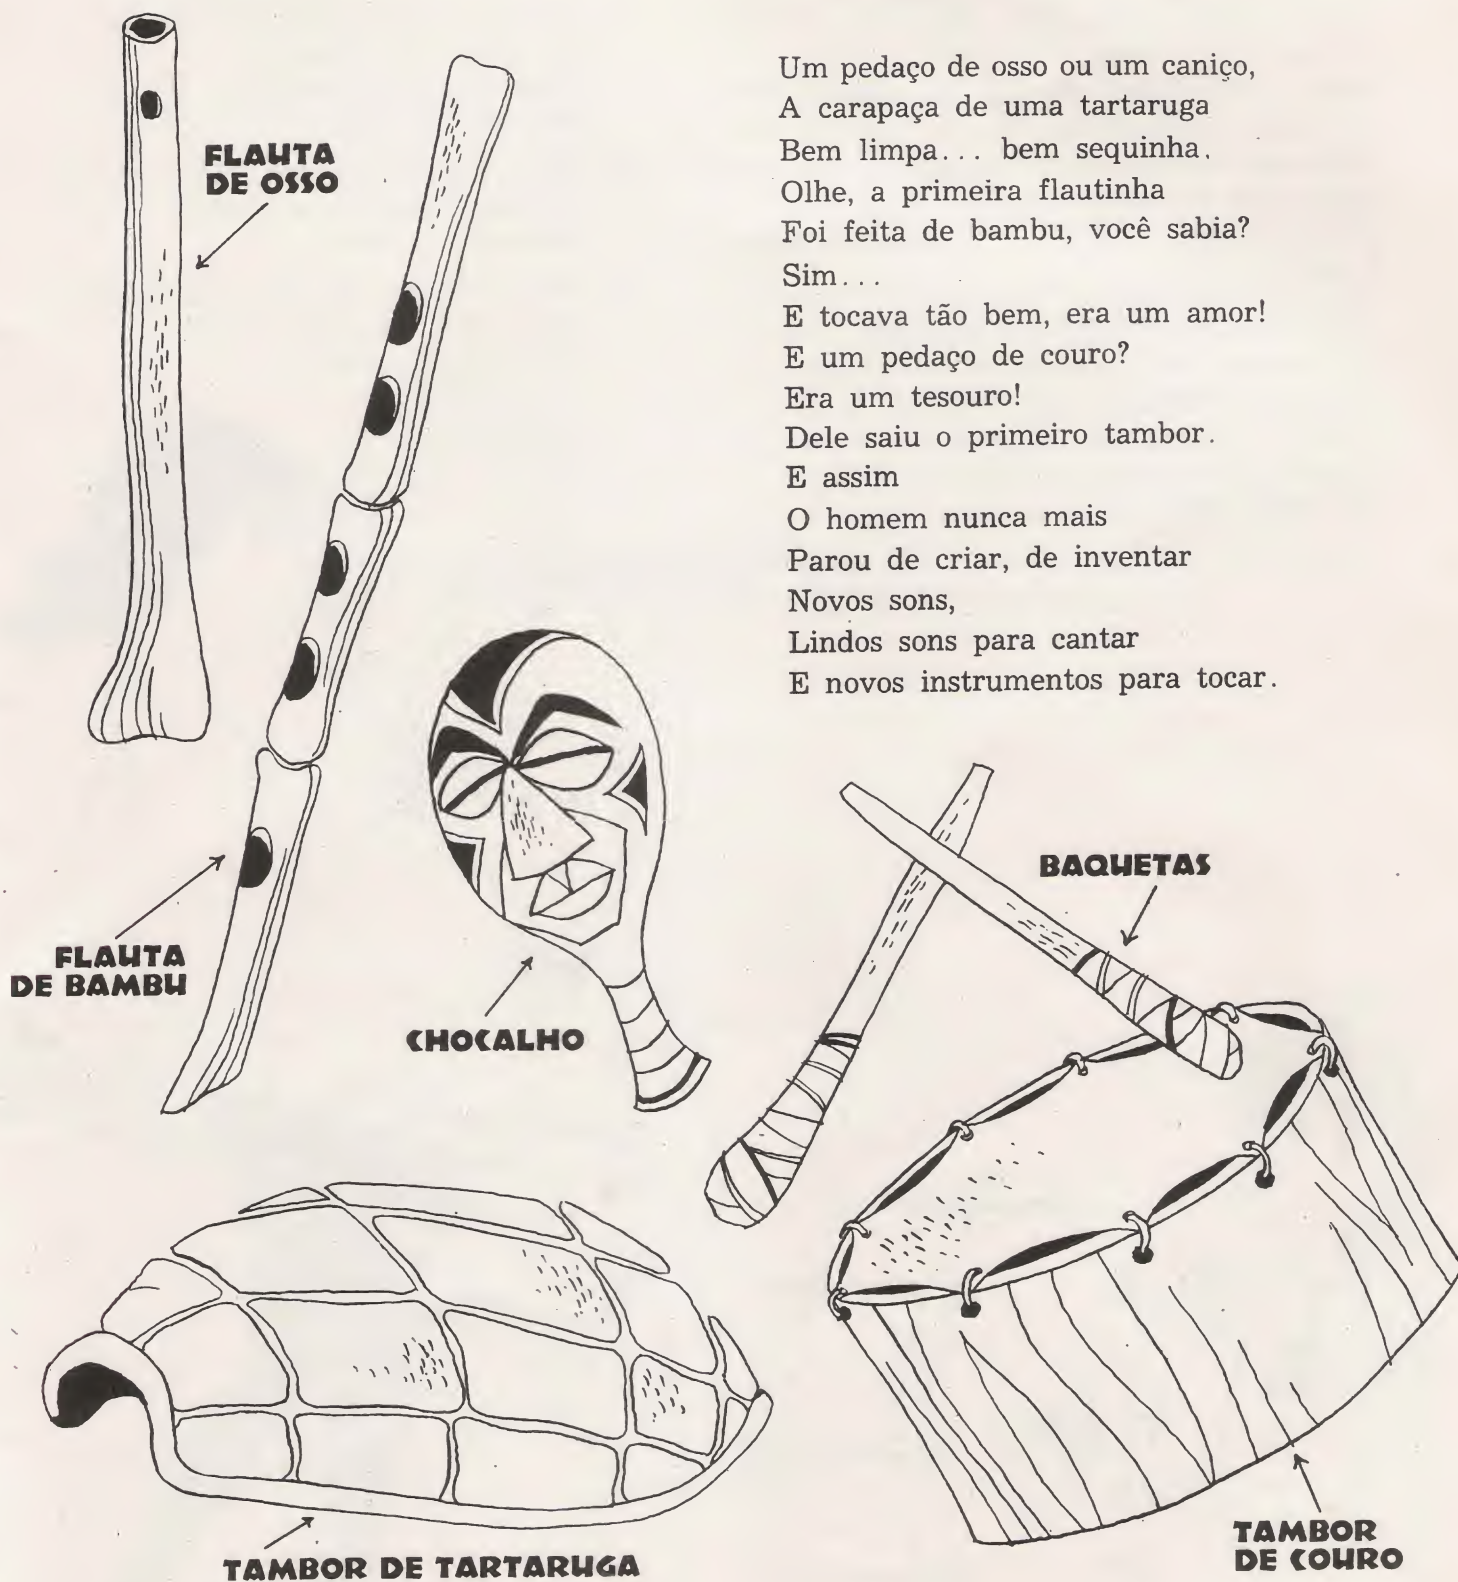 Um pedaço de osso ou um caniço,
A carapaça de uma tartaruga
Bem limpa... bem sequinha.
Olhe, a primeira flautinha
Foi feita de bambu, você sabia?
Sim...
E tocava tão bem, era um amor!
E um pedaço de couro?
Era um tesouro!
Dele saiu o primeiro tambor.
E assim
O homem nunca mais
Parou de criar, de inventar
Novos sons,
Lindos sons para cantar
E novos instrumentos para tocar.
FLAUTA
DE OSSO
FLAUTA
DE BAMBU
CHOCALHO
BAQUETAS
TAMBOR DE TARTARUGA
TAMBOR
DE COURO